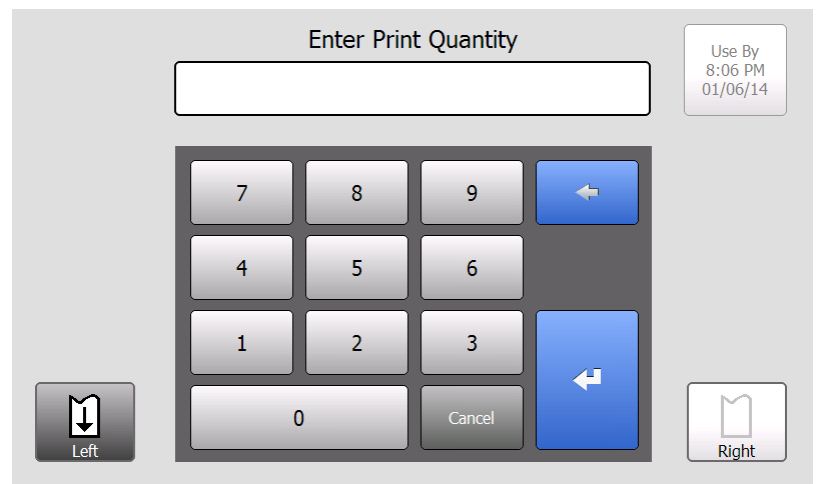 Enter Print Quantity
Use By
8:06 PM
01/06/14
7 8 9
4 5 6
1 2 3
0 Cancel
Left
Right